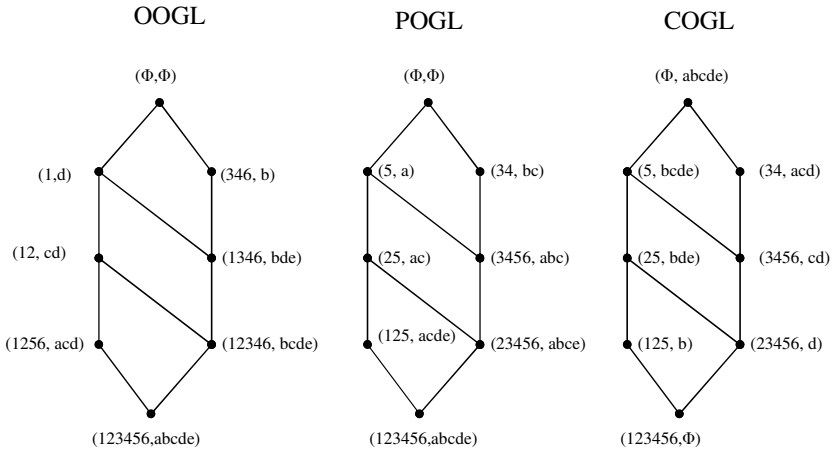 OOGL POGL COGL
(Φ,Φ) (Φ,Φ) (Φ, abcde)
(1,d) (346, b) (5, a) (34, bc) (5, bcde) (34, acd)
(12, cd) (1346, bde) (25, ac) (3456, abc) (25, bde) (3456, cd)
(1256, acd) (12346, bcde) (125, acde) (23456, abce) (125, b) (23456, d)
(123456,abcde) (123456,abcde) (123456,Φ)